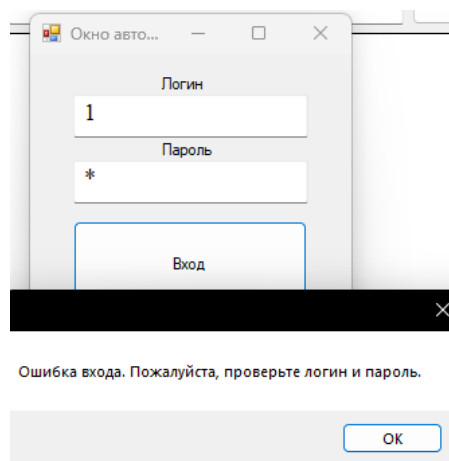 Окно авто...
Логин
1
Пароль
*
Вход
Ошибка входа. Пожалуйста, проверьте логин и пароль.
OK